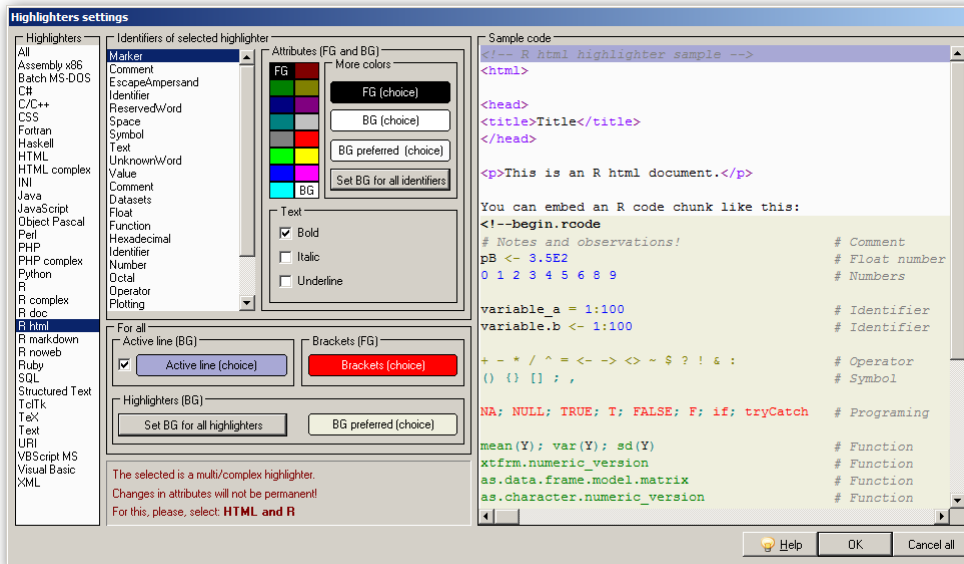 Highlighters settings
Highlighters
All
Assembly x86
Batch MS-DOS
C#
C/C++
CSS
Fortran
Haskell
HTML
HTML complex
INI
Java
JavaScript
Object Pascal
Perl
PHP
PHP complex
Python
R
R complex
R doc
R html
R markdown
R noweb
Ruby
SQL
Structured Text
TclTk
TeX
Text
URI
VBScript MS
Visual Basic
XML
Identifiers of selected highlighter
Marker
Comment
EscapeAmpersand
Identifier
ReservedWord
Space
Symbol
Text
UnknownWord
Value
Comment
Datasets
Float
Function
Hexadecimal
Identifier
Number
Octal
Operator
Plotting
Attributes (FG and BG)
FG
BG
More colors
FG (choice)
BG (choice)
BG preferred (choice)
Set BG for all identifiers
Text
Bold
Italic
Underline
For all
Active line (BG)
Active line (choice)
Brackets (FG)
Brackets (choice)
Highlighters (BG)
Set BG for all highlighters
BG preferred (choice)
The selected is a multi/complex highlighter.
Changes in attributes will not be permanent!
For this, please, select: HTML and R
Sample code
<!-- R html highlighter sample -->
<html>
<head>
<title>Title</title>
</head>
<p>This is an R html document.</p>
You can embed an R code chunk like this:
<!--begin.rcode
# Notes and observations! # Comment
pB <- 3.5E2 # Float number
0 1 2 3 4 5 6 8 9 # Numbers
variable_a = 1:100 # Identifier
variable.b <- 1:100 # Identifier
+ - * / ^ = <- -> <> ~ $ ? ! & : # Operator
() {} [] ; , # Symbol
NA; NULL; TRUE; T; FALSE; F; if; tryCatch # Programing
mean(Y); var(Y); sd(Y) # Function
xtfrm.numeric_version # Function
as.data.frame.model.matrix # Function
as.character.numeric_version # Function
Help
OK
Cancel all